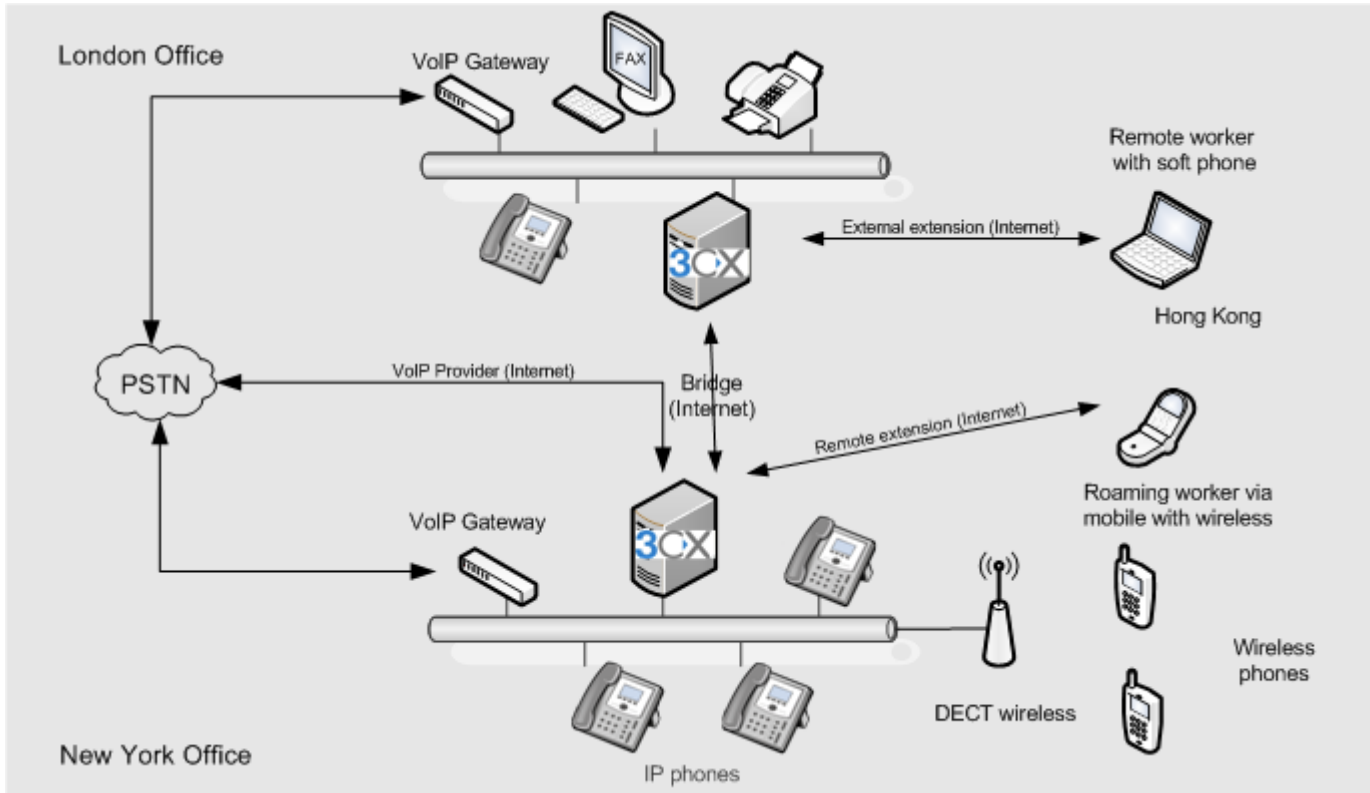 London Office
VoIP Gateway
FAX
Remote worker
with soft phone
3CX
External extension (Internet)
Hong Kong
PSTN
VoIP Provider (Internet)
Bridge
(Internet)
Remote extension (Internet)
Roaming worker via
mobile with wireless
VoIP Gateway
3CX
Wireless
phones
DECT wireless
New York Office
IP phones